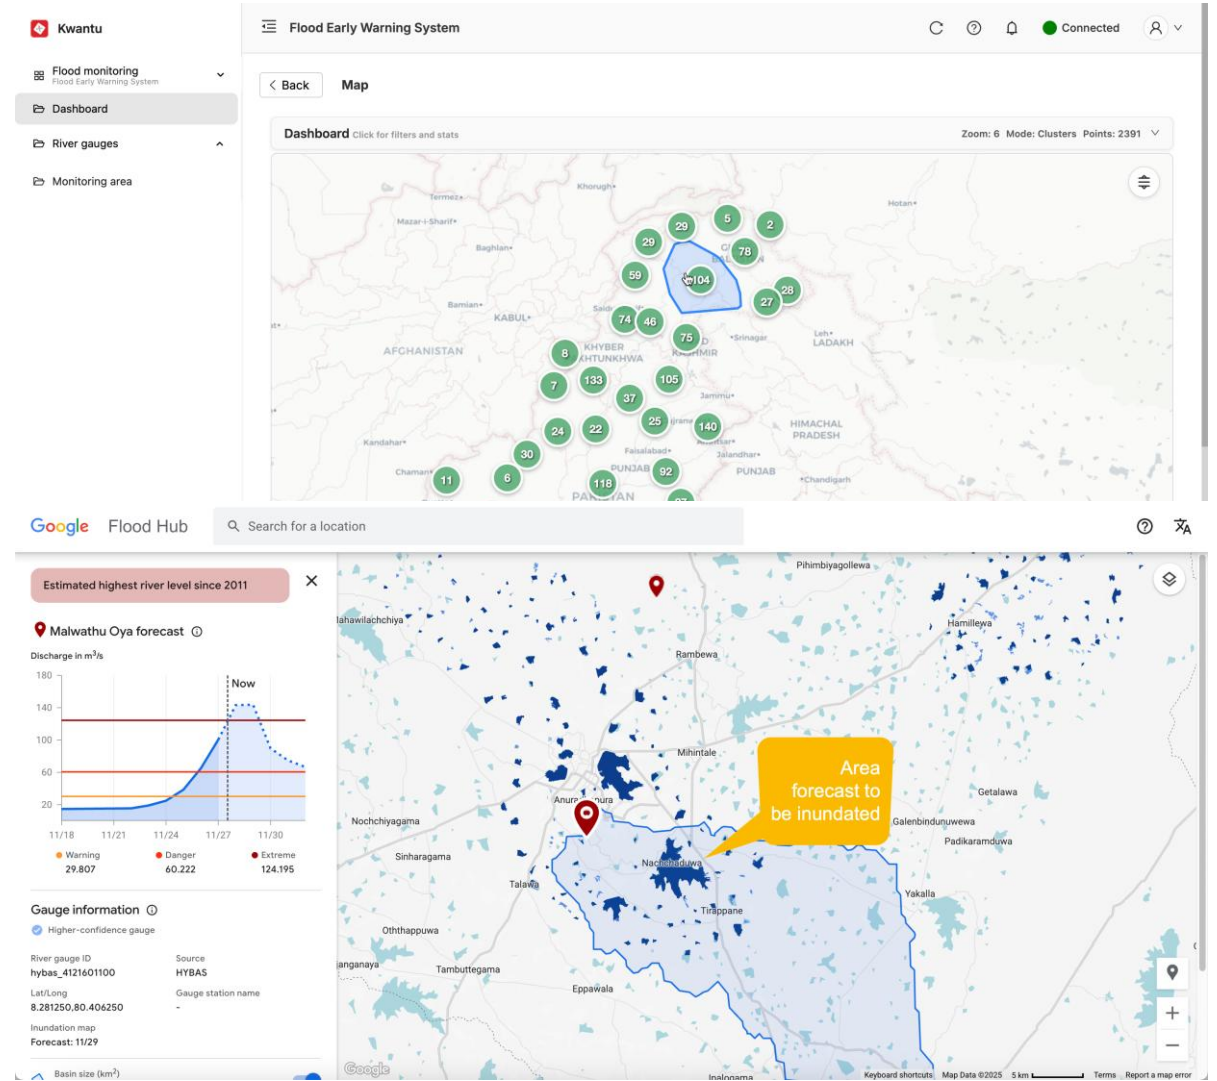 Kwantu
Flood Early Warning System
Connected
Flood monitoring
Flood Early Warning System
Dashboard
River gauges
Monitoring area
Back
Map
Dashboard Click for filters and stats
Zoom: 6 Mode: Clusters Points: 2391
Khorugh
Termez
Hotan
Mazar-i-Sharif
Baghlan
29
5
2
29
78
59
104
28
27
Bamian
KABUL
74
46
75
Srinagar
Leh
LADAKH
AFGHANISTAN
8
KHYBER
133
105
7
37
Jammu
25
140
24
22
HIMACHAL
PRADESH
Kandahar
30
Faisalabad
Jalandhar
Chaman
11
6
118
PUNJAB
92
PUNJAB
Chandigarh
Google Flood Hub
Search for a location
Estimated highest river level since 2011
Malwathu Oya forecast
Discharge in m³/s
180
140
100
60
20
Now
11/18
11/21
11/24
11/27
11/30
Warning
29.807
Danger
60.222
Extreme
124.195
Gauge information
Higher-confidence gauge
River gauge ID
hybas_4121601100
Source
HYBAS
Lat/Long
8.281250,80.406250
Gauge station name
-
Inundation map
Forecast: 11/29
Basin size (km²)
Pihimbiyagollewa
Hamillewa
Rambewa
Mihintale
Area
forecast to
be inundated
Getalawa
Nochchiyagama
Galenbindunuwewa
Padikaramduwa
Sinharagama
Nachchaduwa
Talawa
Yakalla
Tirappane
Oththappuwa
Tambuttegama
Eppawala
Google
Keyboard shortcuts
Map Data ©2025
5 km
Terms
Report a map error